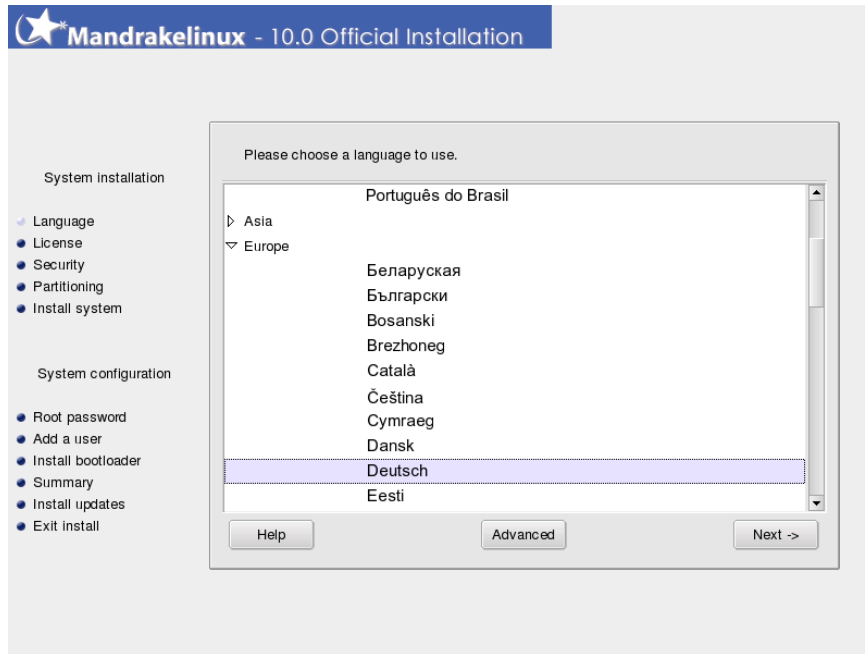 Mandrakelinux - 10.0 Official Installation
System installation
Language
License
Security
Partitioning
Install system
System configuration
Root password
Add a user
Install bootloader
Summary
Install updates
Exit install
Please choose a language to use.
Português do Brasil
Asia
Europe
Беларуская
Български
Bosanski
Brezhoneg
Català
Čeština
Cymraeg
Dansk
Deutsch
Eesti
Help
Advanced
Next ->